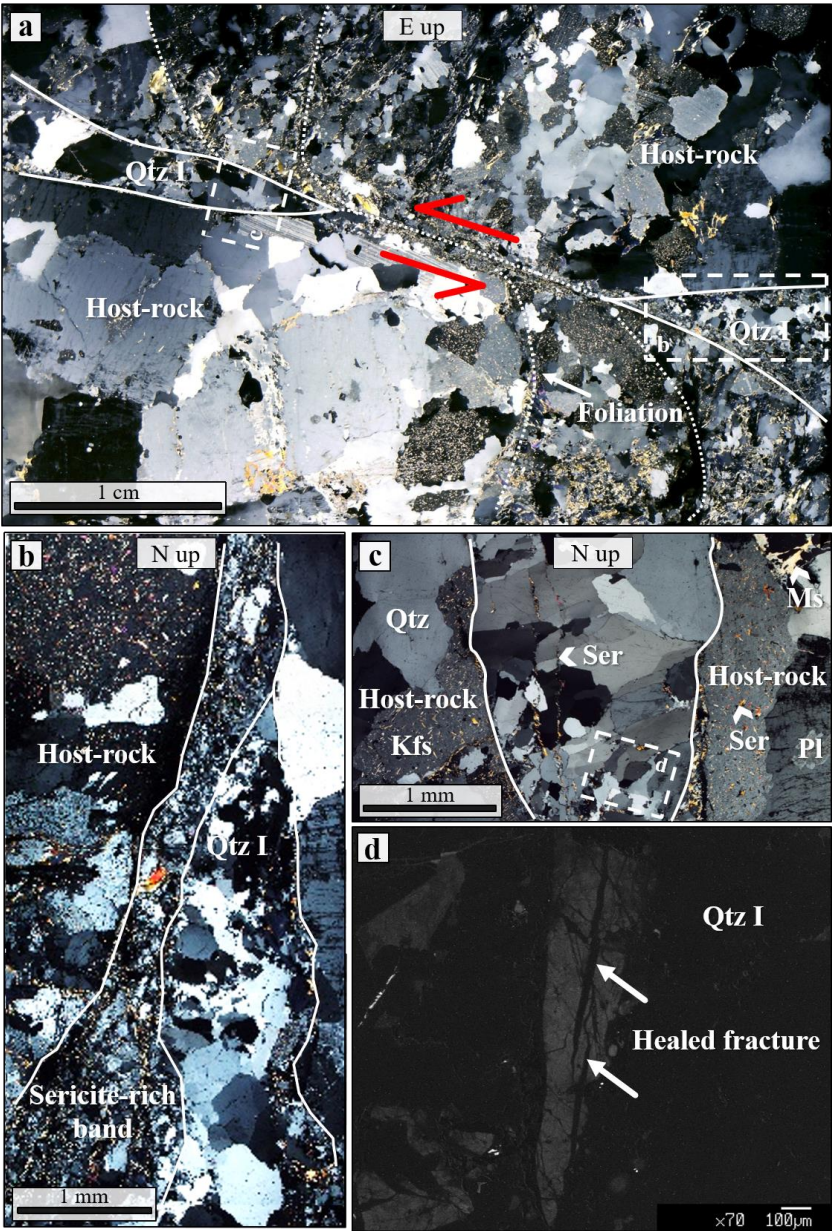 a
E up
Host-rock
Qtz I
c
Host-rock
Qtz I
b
Foliation
1 cm
b
N up
Host-rock
Qtz I
Sericite-rich
band
1 mm
c
N up
Ms
Qtz
Ser
Host-rock
Host-rock
Kfs
Ser
Pl
d
1 mm
d
Qtz I
Healed fracture
×70 100µm